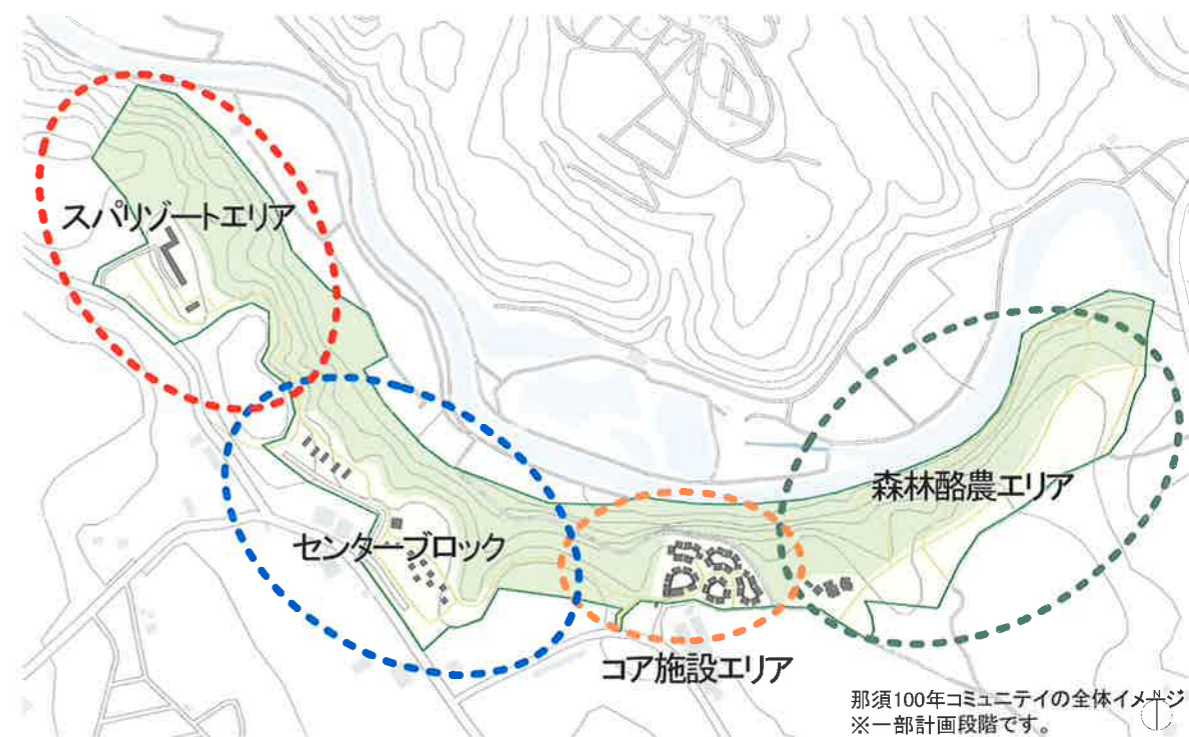 スパリゾートエリア
森林酪農エリア
センターブロック
コア施設エリア
那須100年コミュニテイの全体イメージ
※一部計画段階です。
N